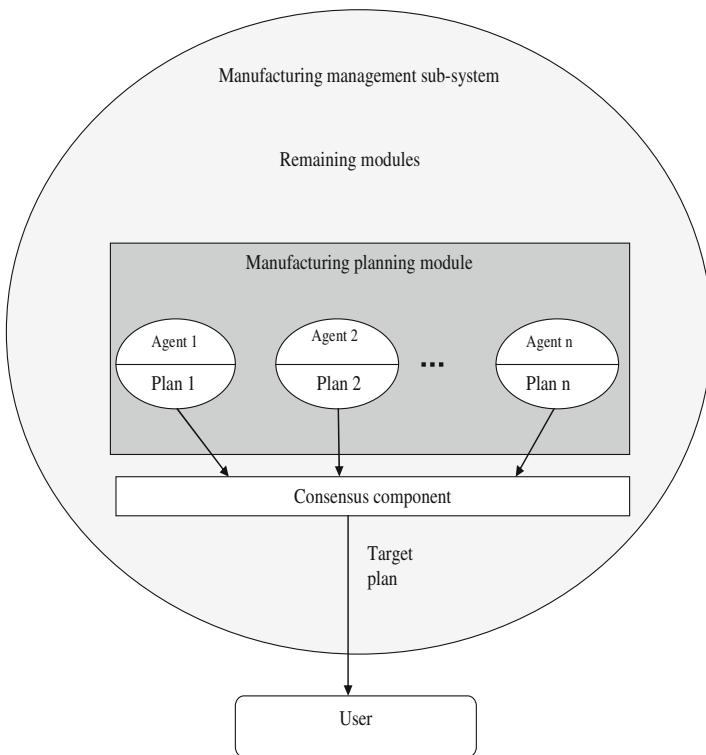 Manufacturing management sub-system
Remaining modules
Manufacturing planning module
Agent 1
Plan 1
Agent 2
Plan 2
...
Agent n
Plan n
Consensus component
Target
plan
User